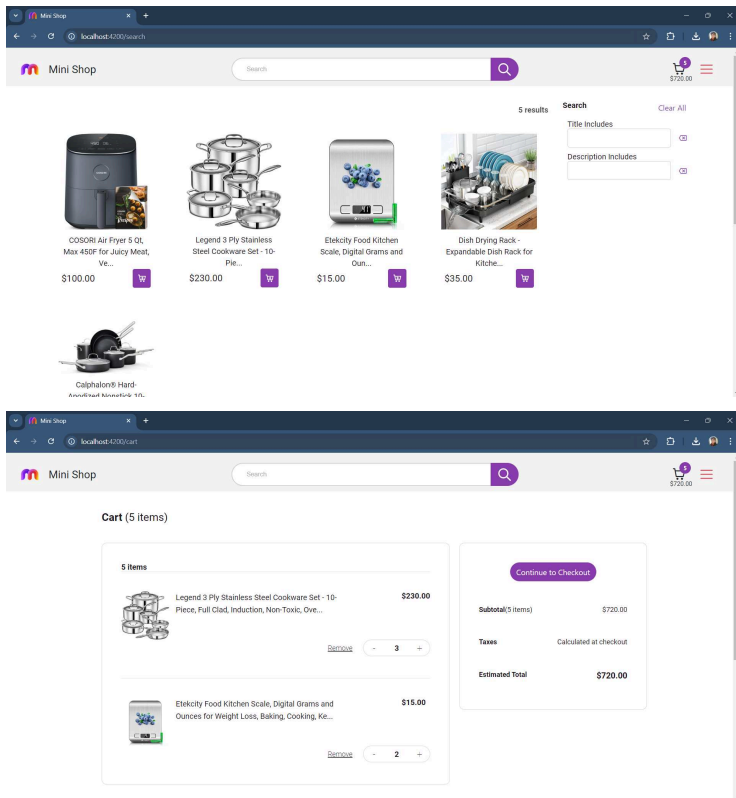 Mini Shop
localhost:4200/search
Mini Shop
Search
5
$720.00
5 results
Search
Clear All
Title Includes
Description Includes
COSORI Air Fryer 5 Qt,
Max 450F for Juicy Meat,
Ve...
$100.00
Legend 3 Ply Stainless
Steel Cookware Set - 10-
Pie...
$230.00
Etekcity Food Kitchen
Scale, Digital Grams and
Oun...
$15.00
Dish Drying Rack -
Expandable Dish Rack for
Kitche...
$35.00
Calphalon® Hard-
Anodized Nonstick 10-
Mini Shop
localhost:4200/cart
Mini Shop
Search
5
$720.00
Cart (5 items)
5 items
Legend 3 Ply Stainless Steel Cookware Set - 10-
Piece, Full Clad, Induction, Non-Toxic, Ove...
$230.00
Remove - 3 +
Etekcity Food Kitchen Scale, Digital Grams and
Ounces for Weight Loss, Baking, Cooking, Ke...
$15.00
Remove - 2 +
Continue to Checkout
Subtotal(5 items) $720.00
Taxes Calculated at checkout
Estimated Total $720.00